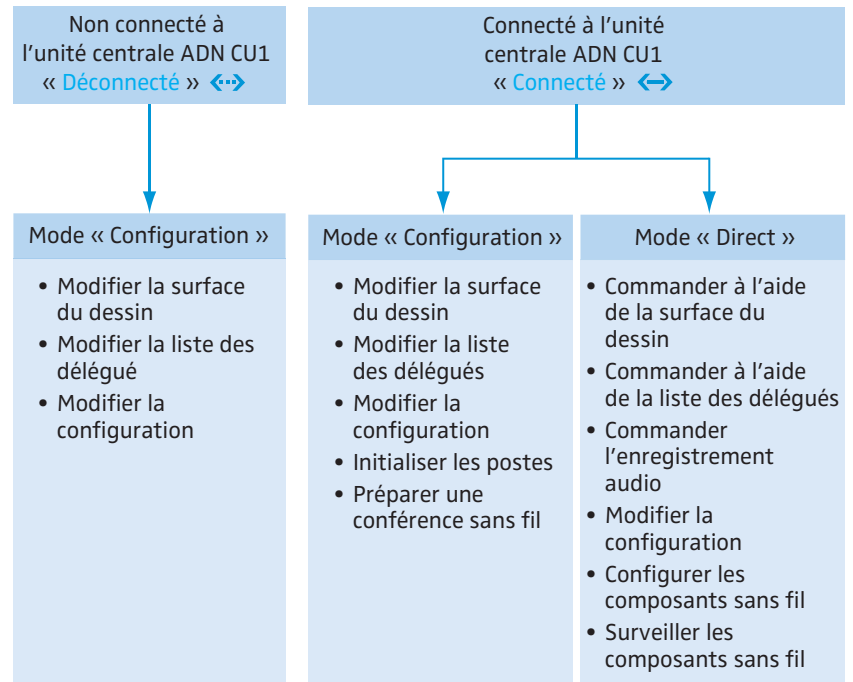 Non connecté à
l'unité centrale ADN CU1
« Déconnecté »
Connecté à l'unité
centrale ADN CU1
« Connecté »
Mode « Configuration »
• Modifier la surface
du dessin
• Modifier la liste des
délégué
• Modifier la
configuration
Mode « Configuration »
• Modifier la surface
du dessin
• Modifier la liste
des délégués
• Modifier la
configuration
• Initialiser les postes
• Préparer une
conférence sans fil
Mode « Direct »
• Commander à l'aide
de la surface du
dessin
• Commander à l'aide
de la liste des délégués
• Commander
l'enregistrement
audio
• Modifier la
configuration
• Configurer les
composants sans fil
• Surveiller les
composants sans fil